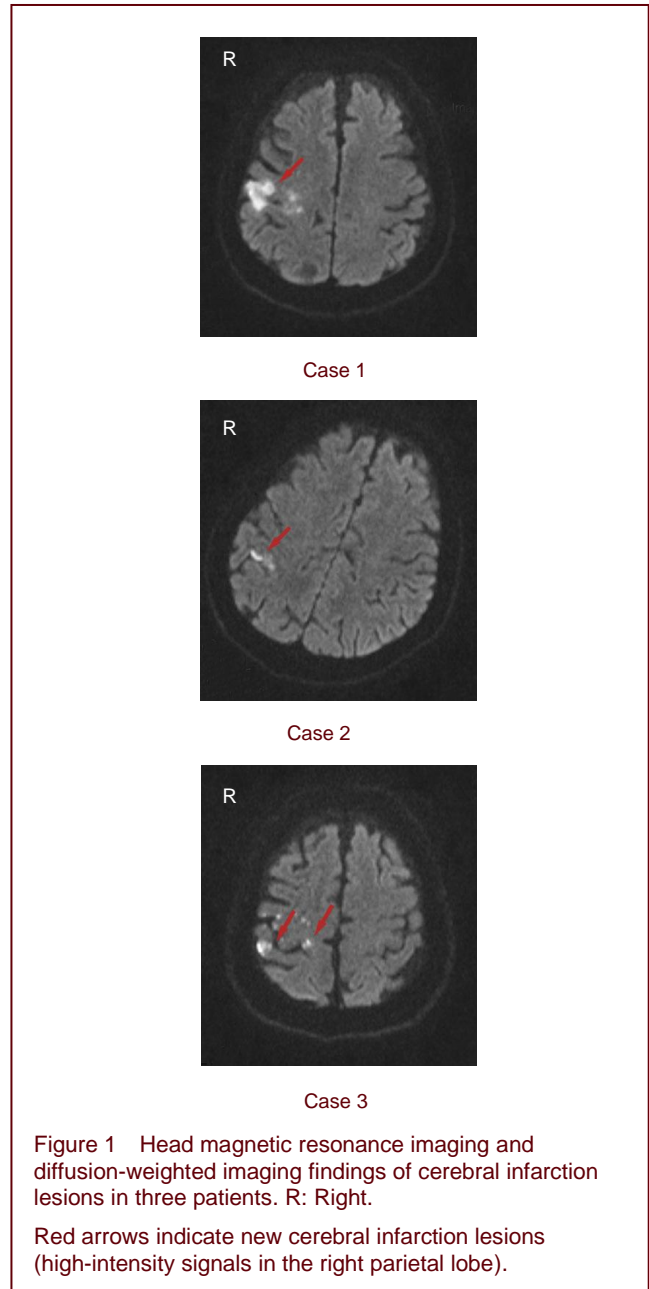 R
Case 1
R
Case 2
R
Case 3
Figure 1 Head magnetic resonance imaging and
diffusion-weighted imaging findings of cerebral infarction
lesions in three patients. R: Right.
Red arrows indicate new cerebral infarction lesions
(high-intensity signals in the right parietal lobe).